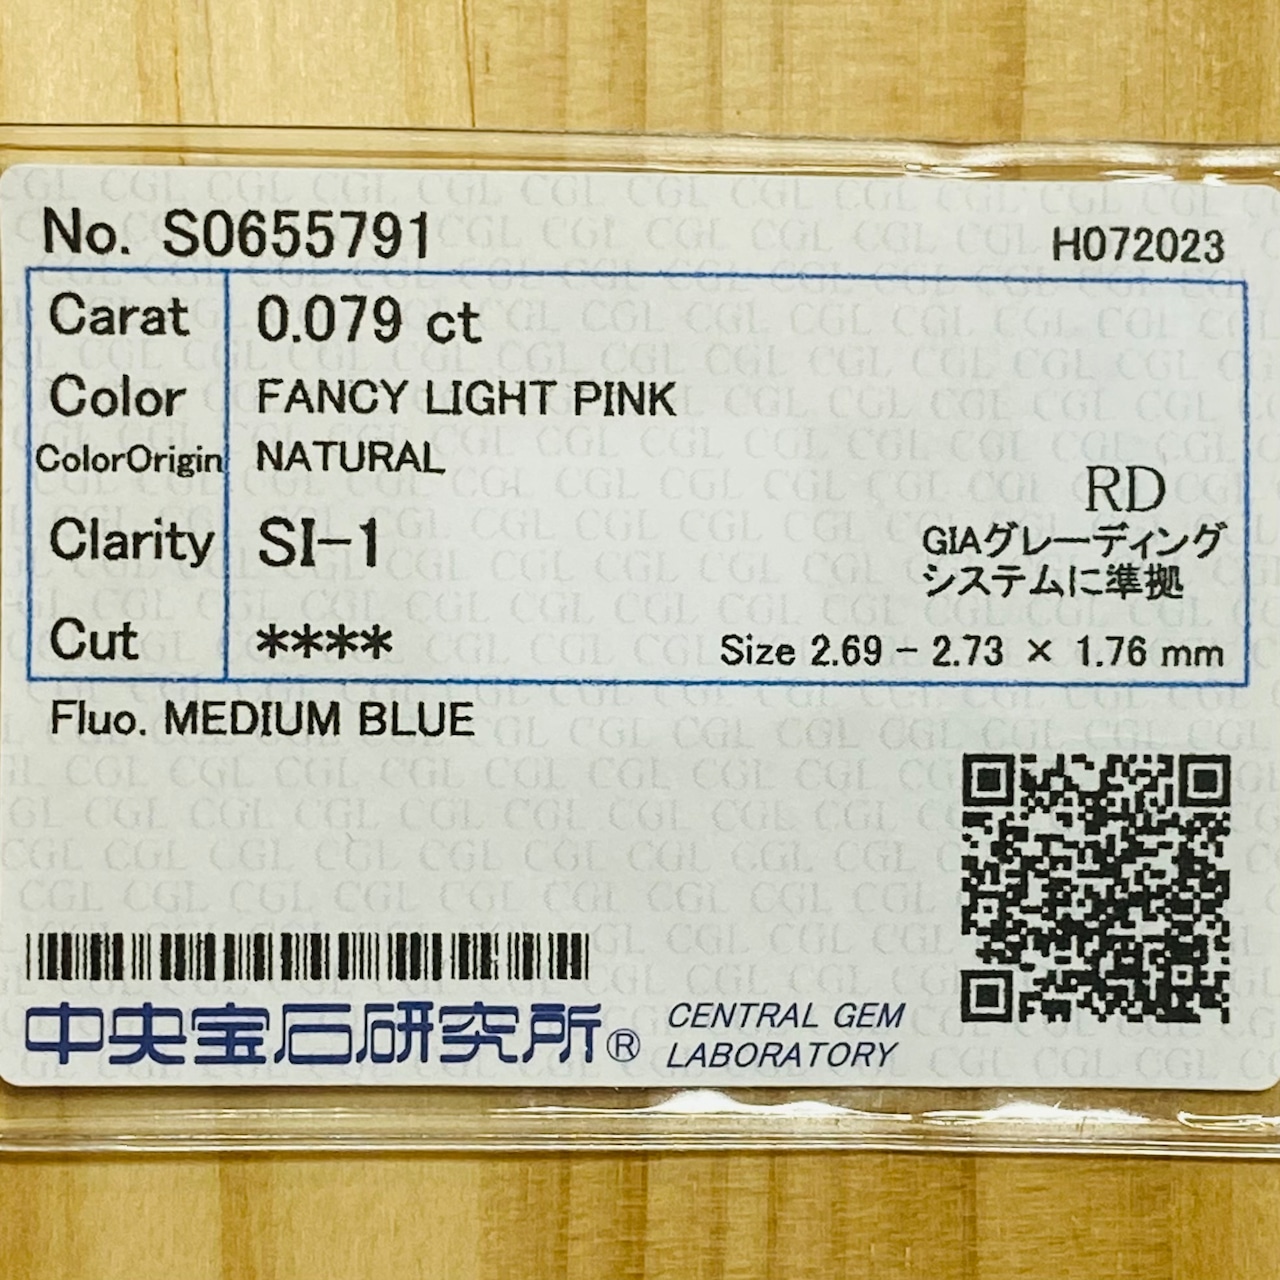 No. S0655791
H072023
Carat 0.079 ct
Color FANCY LIGHT PINK
ColorOrigin NATURAL
RD
Clarity SI-1
GIAグレーディング
システムに準拠
Cut ****
Size 2.69 - 2.73 × 1.76 mm
Fluo. MEDIUM BLUE
中央宝石研究所®
CENTRAL GEM
LABORATORY